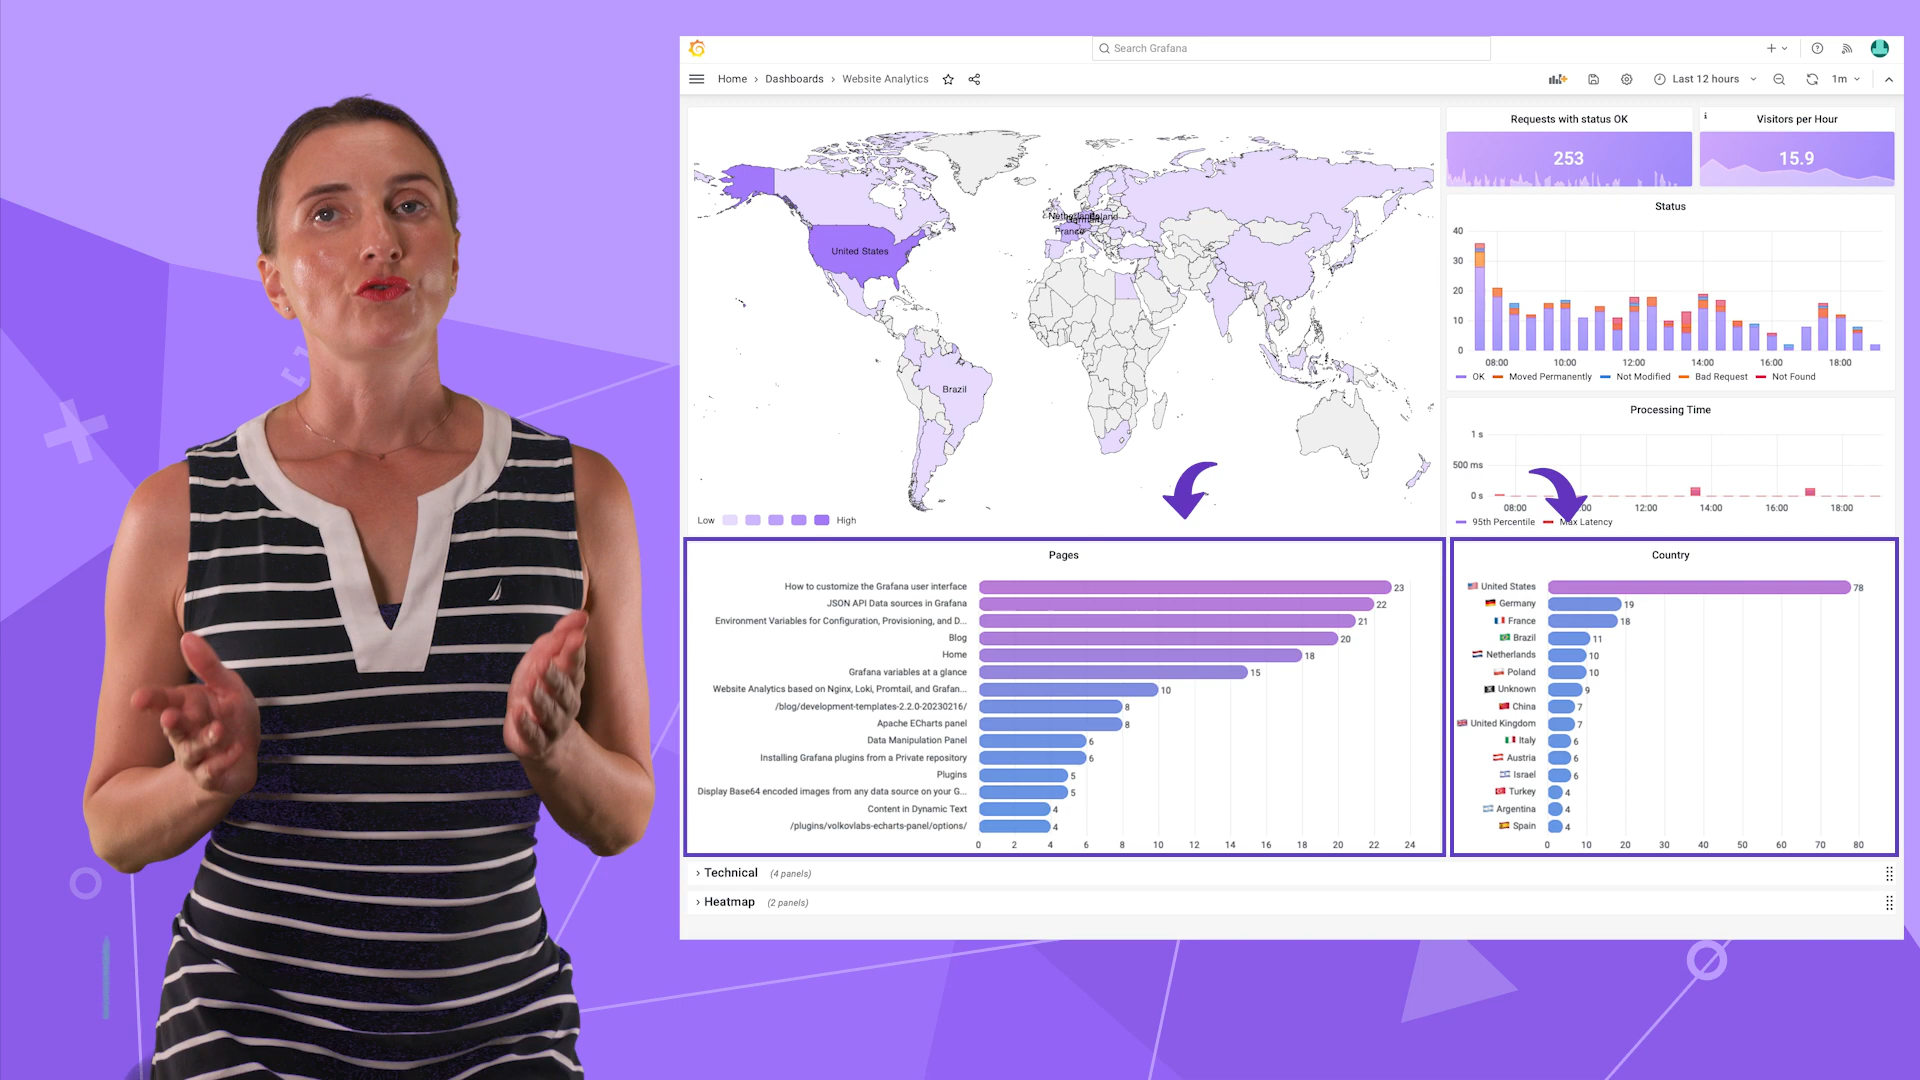 Search Grafana
Home › Dashboards › Website Analytics
Last 12 hours
1m
United States
Brazil
Netherlands
Poland
Germany
France
Low
High
Requests with status OK
253
Visitors per Hour
15.9
Status
40
30
20
10
0
08:00 10:00 12:00 14:00 16:00 18:00
OK Moved Permanently Not Modified Bad Request Not Found
Processing Time
1 s
500 ms
0 s
08:00 12:00 14:00 16:00 18:00
95th Percentile Max Latency
Pages
How to customize the Grafana user interface 23
JSON API Data sources in Grafana 22
Environment Variables for Configuration, Provisioning, and D... 21
Blog 20
Home 18
Grafana variables at a glance 15
Website Analytics based on Nginx, Loki, Promtail, and Grafan... 10
/blog/development-templates-2.2.0-20230216/ 8
Apache ECharts panel 8
Data Manipulation Panel 6
Installing Grafana plugins from a Private repository 6
Plugins 5
Display Base64 encoded images from any data source on your G... 5
Content in Dynamic Text 4
/plugins/volkovlabs-echarts-panel/options/ 4
0 2 4 6 8 10 12 14 16 18 20 22 24
Country
United States 78
Germany 19
France 18
Brazil 11
Netherlands 10
Poland 10
Unknown 9
China 7
United Kingdom 7
Italy 6
Austria 6
Israel 6
Turkey 4
Argentina 4
Spain 4
0 10 20 30 40 50 60 70 80
› Technical (4 panels)
› Heatmap (2 panels)